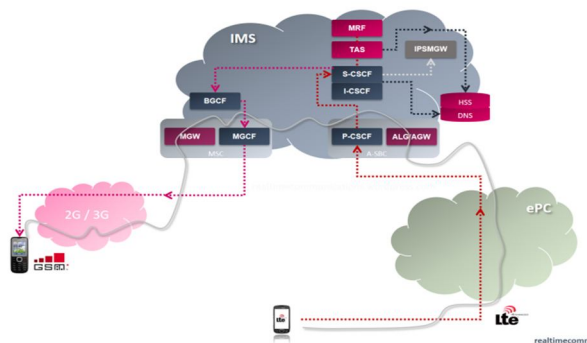 MRF
IMS
TAS
IPSMGW
S-CSCF
I-CSCF
BGCF
HSS
DNS
MGW
MGCF
P-CSCF
ALG/AGW
MSC
A-SBC
2G / 3G
ePC
GSM
Lte
Lte
realtimecomm